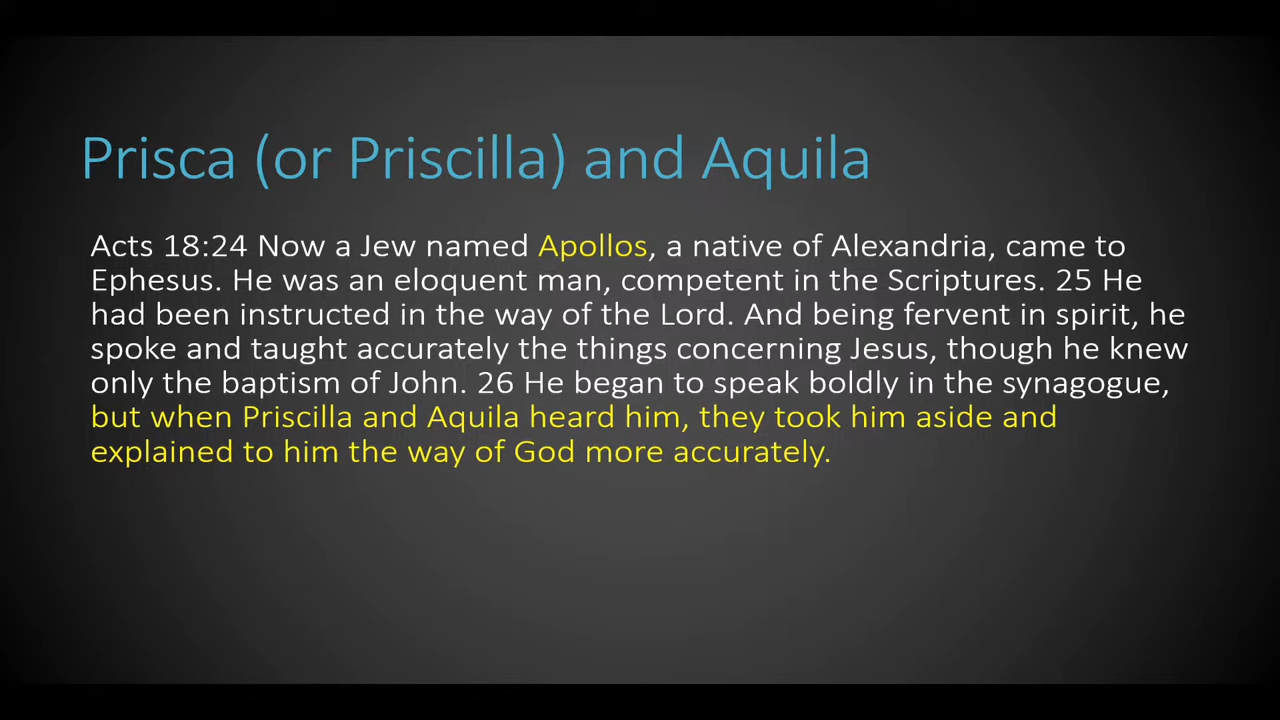 Prisca (or Priscilla) and Aquila
Acts 18:24 Now a Jew named Apollos, a native of Alexandria, came to
Ephesus. He was an eloquent man, competent in the Scriptures. 25 He
had been instructed in the way of the Lord. And being fervent in spirit, he
spoke and taught accurately the things concerning Jesus, though he knew
only the baptism of John. 26 He began to speak boldly in the synagogue,
but when Priscilla and Aquila heard him, they took him aside and
explained to him the way of God more accurately.